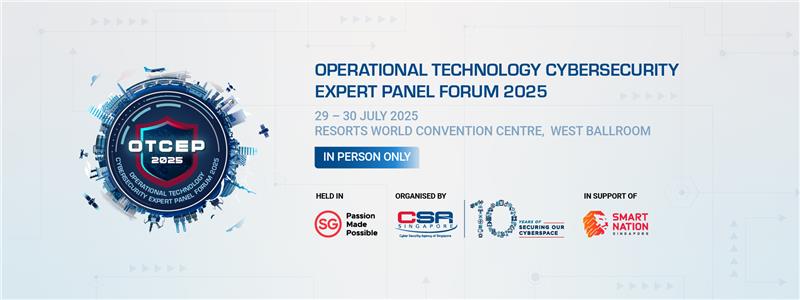 OTCEP
2025
OPERATIONAL TECHNOLOGY
CYBERSECURITY EXPERT PANEL FORUM 2025
OPERATIONAL TECHNOLOGY CYBERSECURITY
EXPERT PANEL FORUM 2025
29 – 30 JULY 2025
RESORTS WORLD CONVENTION CENTRE, WEST BALLROOM
IN PERSON ONLY
HELD IN
SG
Passion
Made
Possible
ORGANISED BY
CSA
SINGAPORE
Cyber Security Agency of Singapore
10
YEARS OF
SECURING OUR
CYBERSPACE
IN SUPPORT OF
SMART
NATION
SINGAPORE